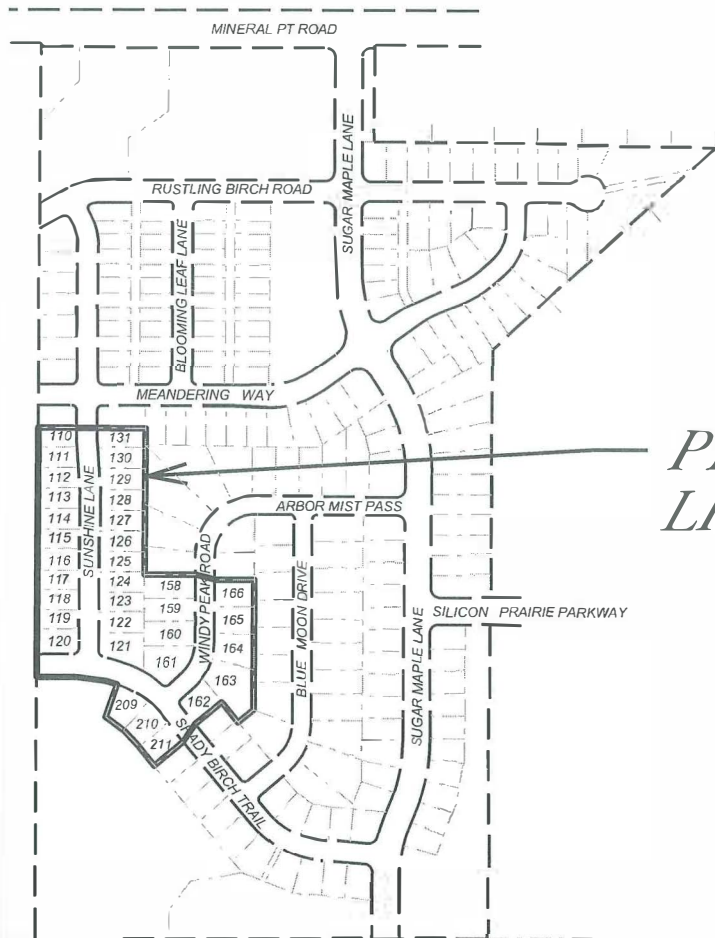 MINERAL PT ROAD
SUGAR MAPLE LANE
RUSTLING BIRCH ROAD
BLOOMING LEAF LANE
MEANDERING WAY
110
131
111
130
112
129
113
128
114
127
115
126
116
125
117
124
118
123
119
122
120
121
SUNSHINE LANE
ARBOR MIST PASS
WINDY PEAK ROAD
158
166
159
165
160
164
161
163
162
BLUE MOON DRIVE
SILICON PRAIRIE PARKWAY
SUGAR MAPLE LANE
209
210
211
SHADY BIRCH TRAIL